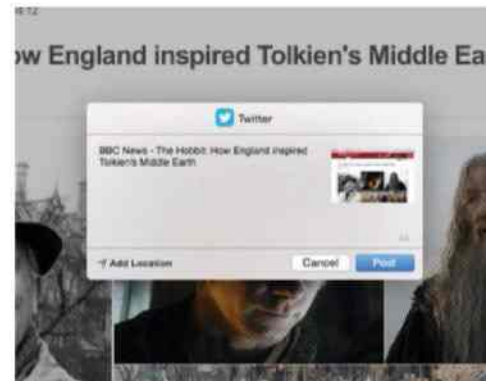 ow England inspired Tolkien's Middle Ea
Twitter
BBC News - The Hobbit: How England inspired
Tolkien's Middle Earth
Add Location
Cancel
Post